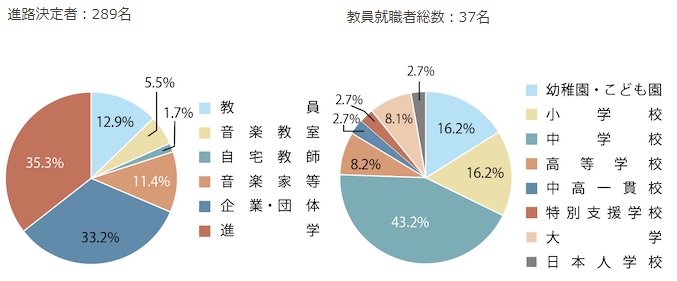 進路決定者：289名
12.9%
5.5%
1.7%
11.4%
33.2%
35.3%
教員
音楽教室
自宅教師
音楽家等
企業・団体
進学
教員就職者総数：37名
16.2%
16.2%
43.2%
8.2%
2.7%
2.7%
8.1%
2.7%
幼稚園・こども園
小学校
中学校
高等学校
中高一貫校
特別支援学校
大学
日本人学校